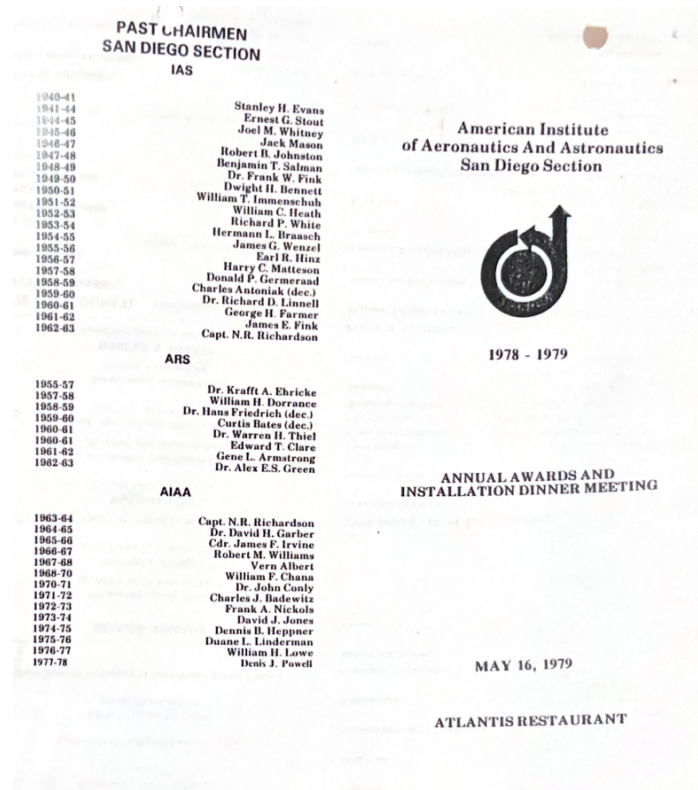 PAST CHAIRMEN
SAN DIEGO SECTION
IAS
1940-41 Stanley H. Evans
1941-44 Ernest G. Stout
1944-45 Joel M. Whitney
1945-46 Jack Mason
1946-47 Robert B. Johnston
1947-48 Benjamin T. Salman
1948-49 Dr. Frank W. Fink
1949-50 Dwight H. Bennett
1950-51 William T. Immenschuh
1951-52 William C. Heath
1952-53 Richard P. White
1953-54 Hermann L. Braasch
1954-55 James G. Wenzel
1955-56 Earl R. Hinz
1956-57 Harry C. Matteson
1957-58 Donald P. Germeraad
1958-59 Charles Antoniak (dec.)
1959-60 Dr. Richard D. Linnell
1960-61 George H. Farmer
1961-62 James E. Fink
1962-63 Capt. N.R. Richardson
ARS
1955-57 Dr. Krafft A. Ehricke
1957-58 William H. Dorrance
1958-59 Dr. Hans Friedrich (dec.)
1959-60 Curtis Bates (dec.)
1960-61 Dr. Warren H. Thiel
1960-61 Edward T. Clare
1961-62 Gene L. Armstrong
1962-63 Dr. Alex E.S. Green
AIAA
1963-64 Capt. N.R. Richardson
1964-65 Dr. David H. Garber
1965-66 Cdr. James F. Irvine
1966-67 Robert M. Williams
1967-68 Vern Albert
1968-70 William F. Chana
1970-71 Dr. John Conly
1971-72 Charles J. Badewitz
1972-73 Frank A. Nickols
1973-74 David J. Jones
1974-75 Dennis B. Heppner
1975-76 Duane L. Linderman
1976-77 William H. Lowe
1977-78 Denis J. Powell
American Institute
of Aeronautics And Astronautics
San Diego Section
1978 - 1979
ANNUAL AWARDS AND
INSTALLATION DINNER MEETING
MAY 16, 1979
ATLANTIS RESTAURANT